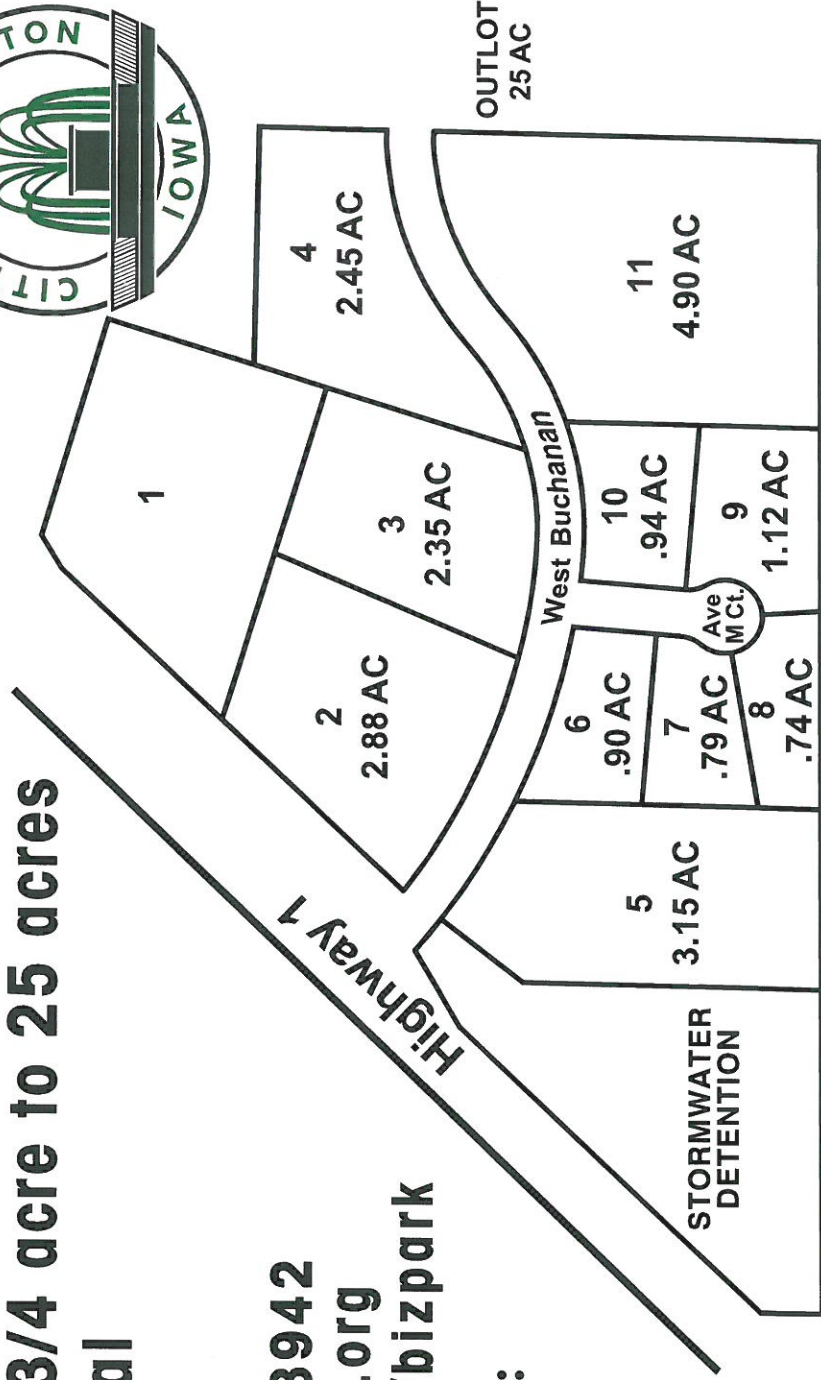 3/4 acre to 25 acres
al
3942
.org
/bizpark
:
TON
CIT
IOWA
Highway 1
1
2
2.88 AC
3
2.35 AC
4
2.45 AC
OUTLOT
25 AC
West Buchanan
Ave
M Ct.
5
3.15 AC
6
.90 AC
7
.79 AC
8
.74 AC
9
1.12 AC
10
.94 AC
11
4.90 AC
STORMWATER
DETENTION